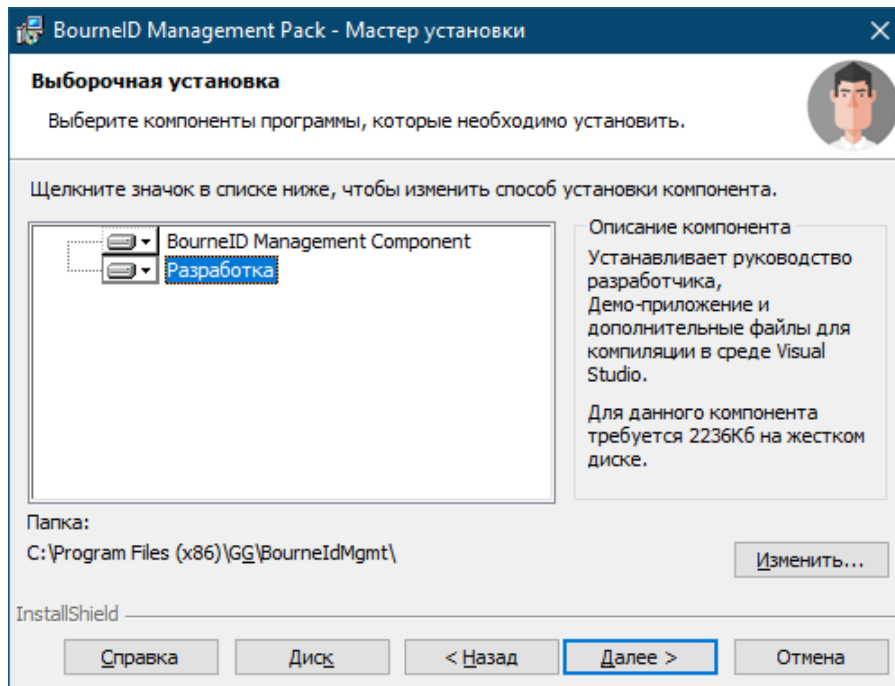 BourneID Management Pack - Мастер установки
Выборочная установка
Выберите компоненты программы, которые необходимо установить.
Щелкните значок в списке ниже, чтобы изменить способ установки компонента.
BourneID Management Component
Разработка
Описание компонента
Устанавливает руководство
разработчика,
Демо-приложение и
дополнительные файлы для
компиляции в среде Visual
Studio.
Для данного компонента
требуется 2236Кб на жестком
диске.
Папка:
C:\Program Files (x86)\GG\BourneIdMgmt\
Изменить...
InstallShield
Справка
Диск
< Назад
Далее >
Отмена